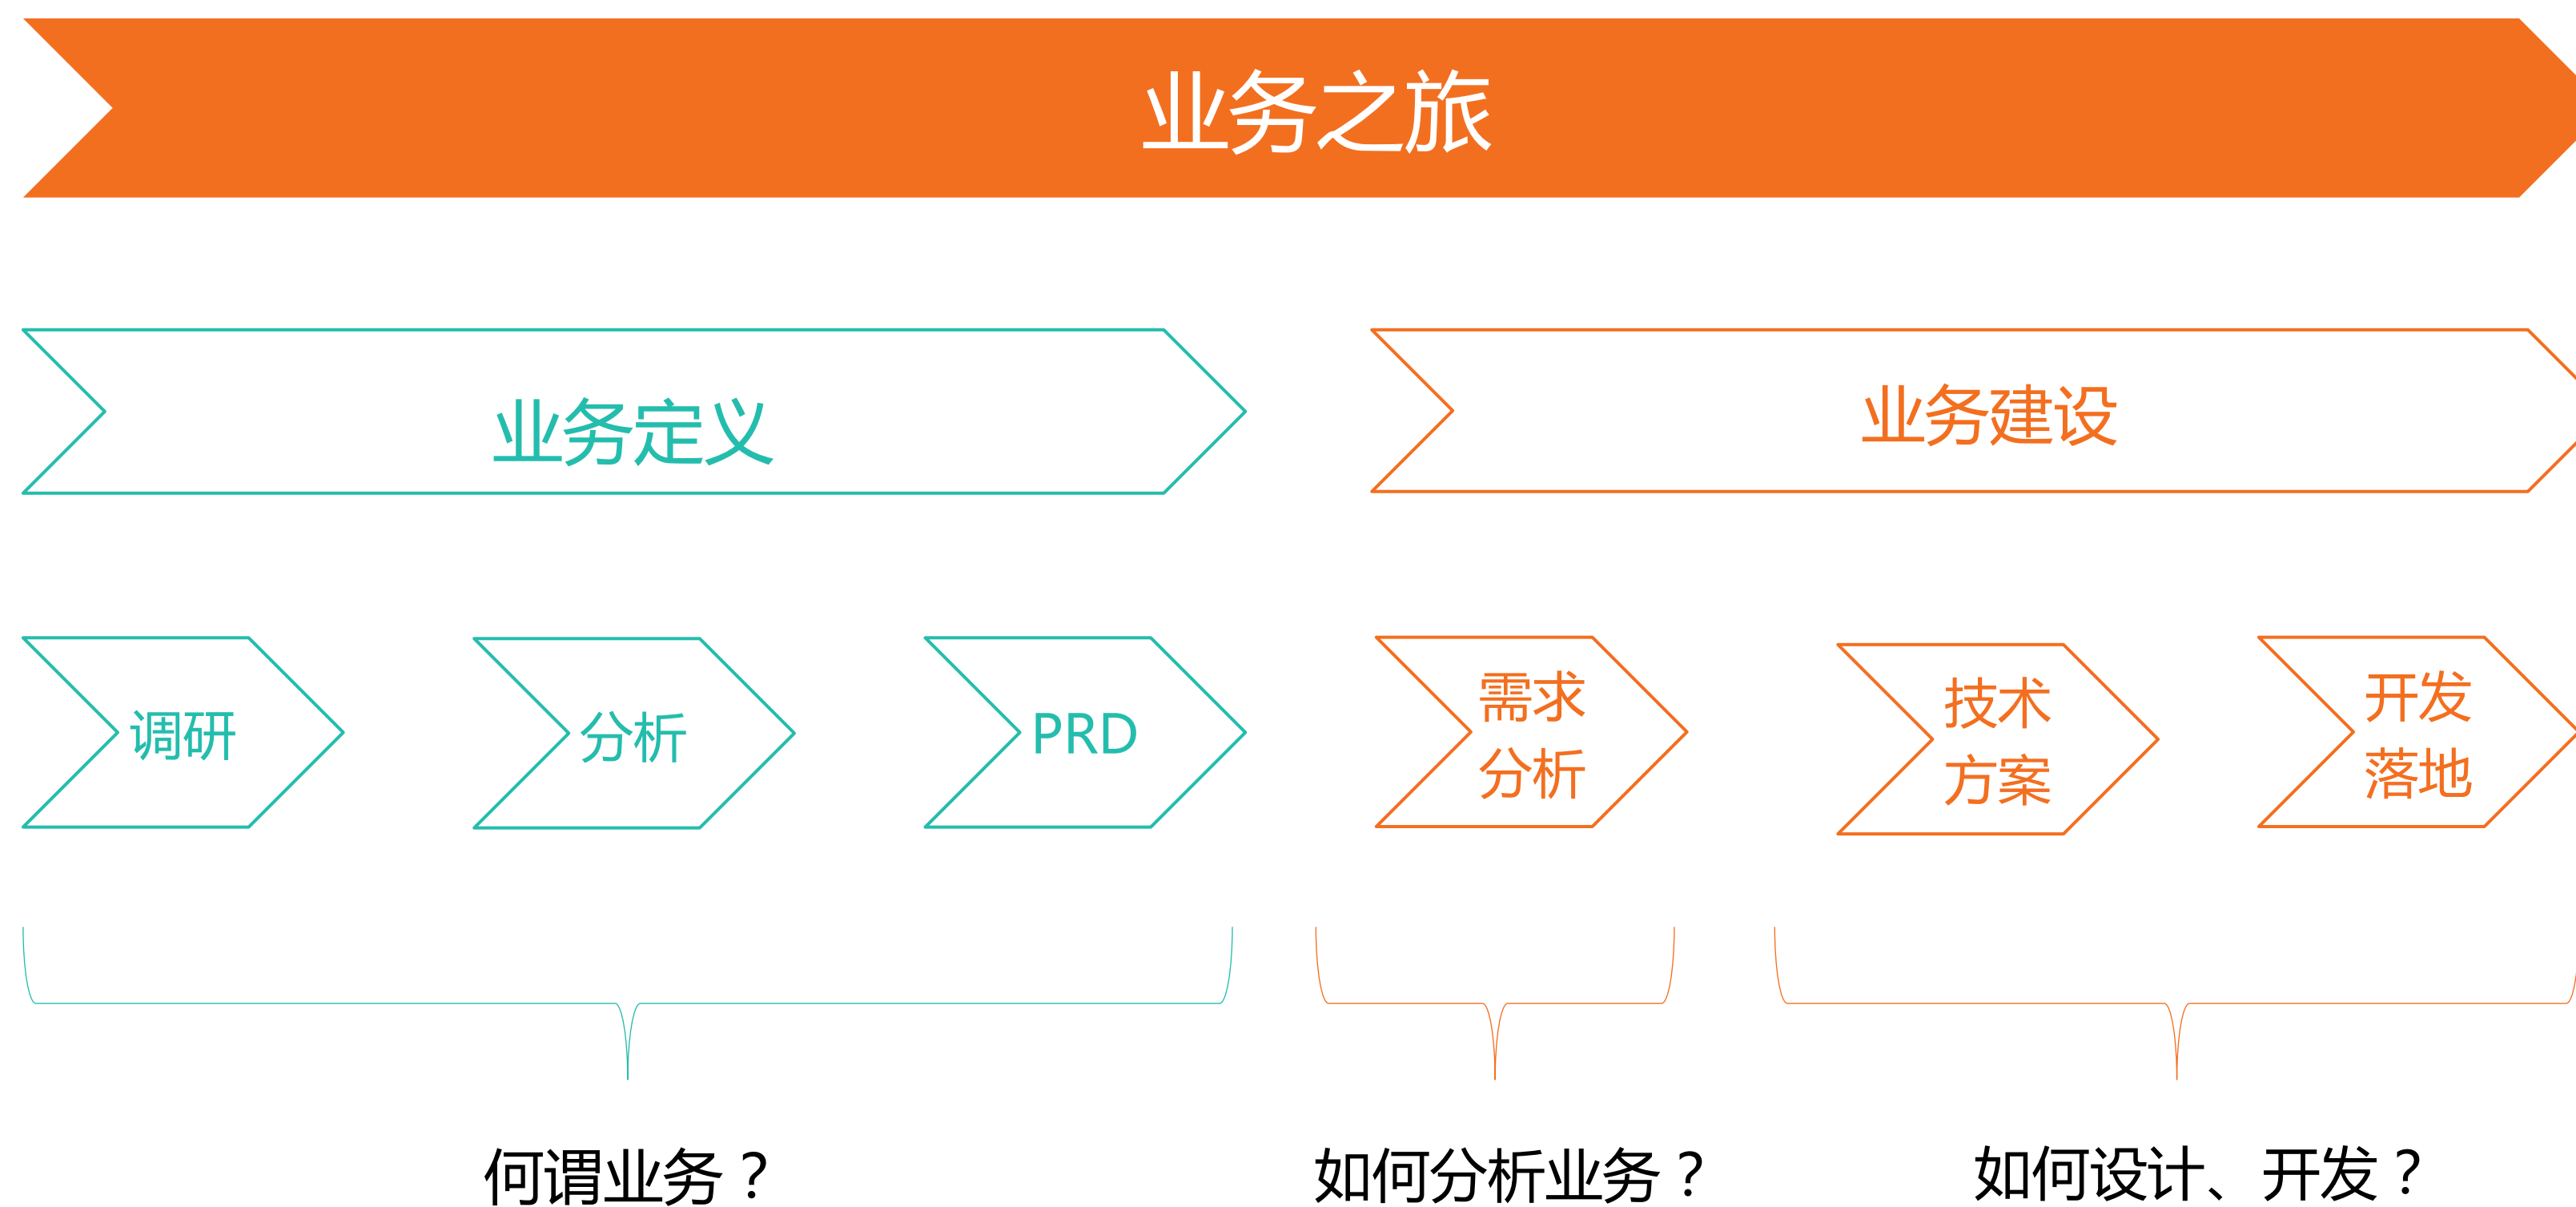 业务之旅
业务定义
业务建设
调研
分析
PRD
需求
分析
技术
方案
开发
落地
何谓业务？
如何分析业务？
如何设计、开发？